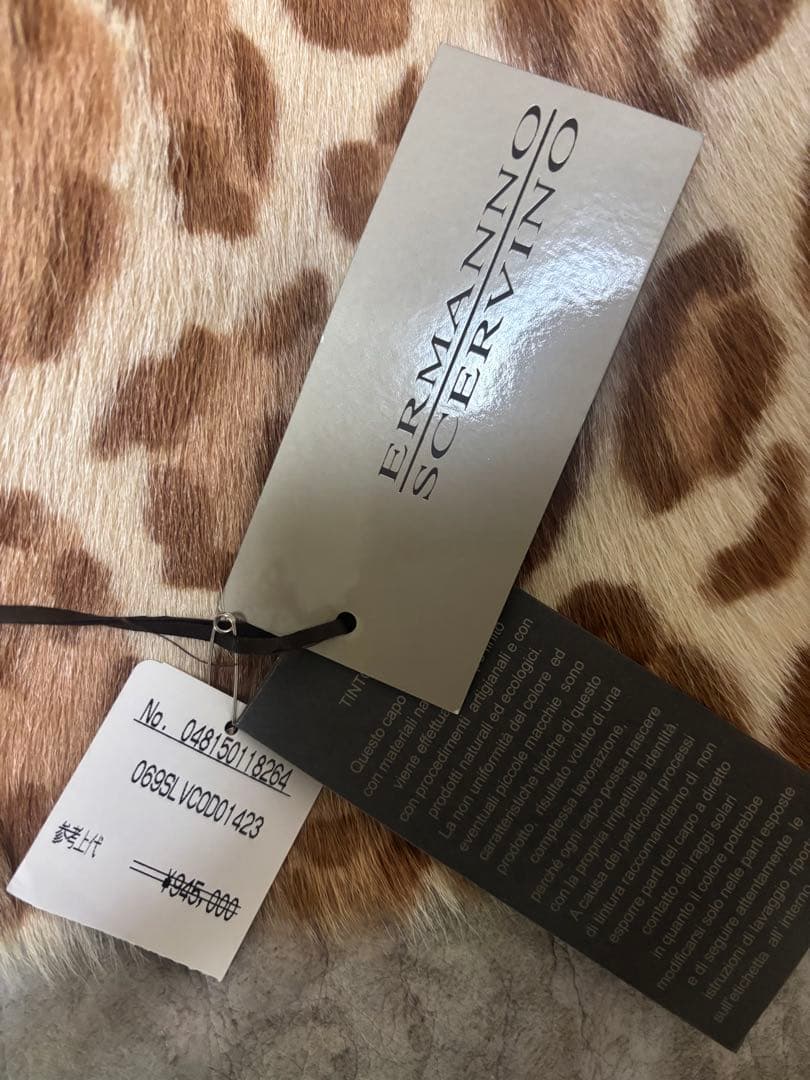 ERMANNO
SCERVINO
No. 048150118264
069SLVCOD01423
参考上代
¥945,000
TINTO
Questo capo
con materiali na
viene effettua
con procedimenti artigianali e con
prodotti naturali ed ecologici.
La non uniformità del colore ed
eventuali piccole macchie sono
caratteristiche tipiche di questo
prodotto, risultato voluto di una
complessa lavorazione,
perché ogni capo possa nascere
con la propria irripetibile identità.
A causa dei particolari processi
di tintura raccomandiamo di non
esporre parti del capo a diretto
contatto dei raggi solari
in quanto il colore potrebbe
modificarsi solo nelle parti esposte
e di seguire attentamente le
istruzioni di lavaggio
sull'etichetta